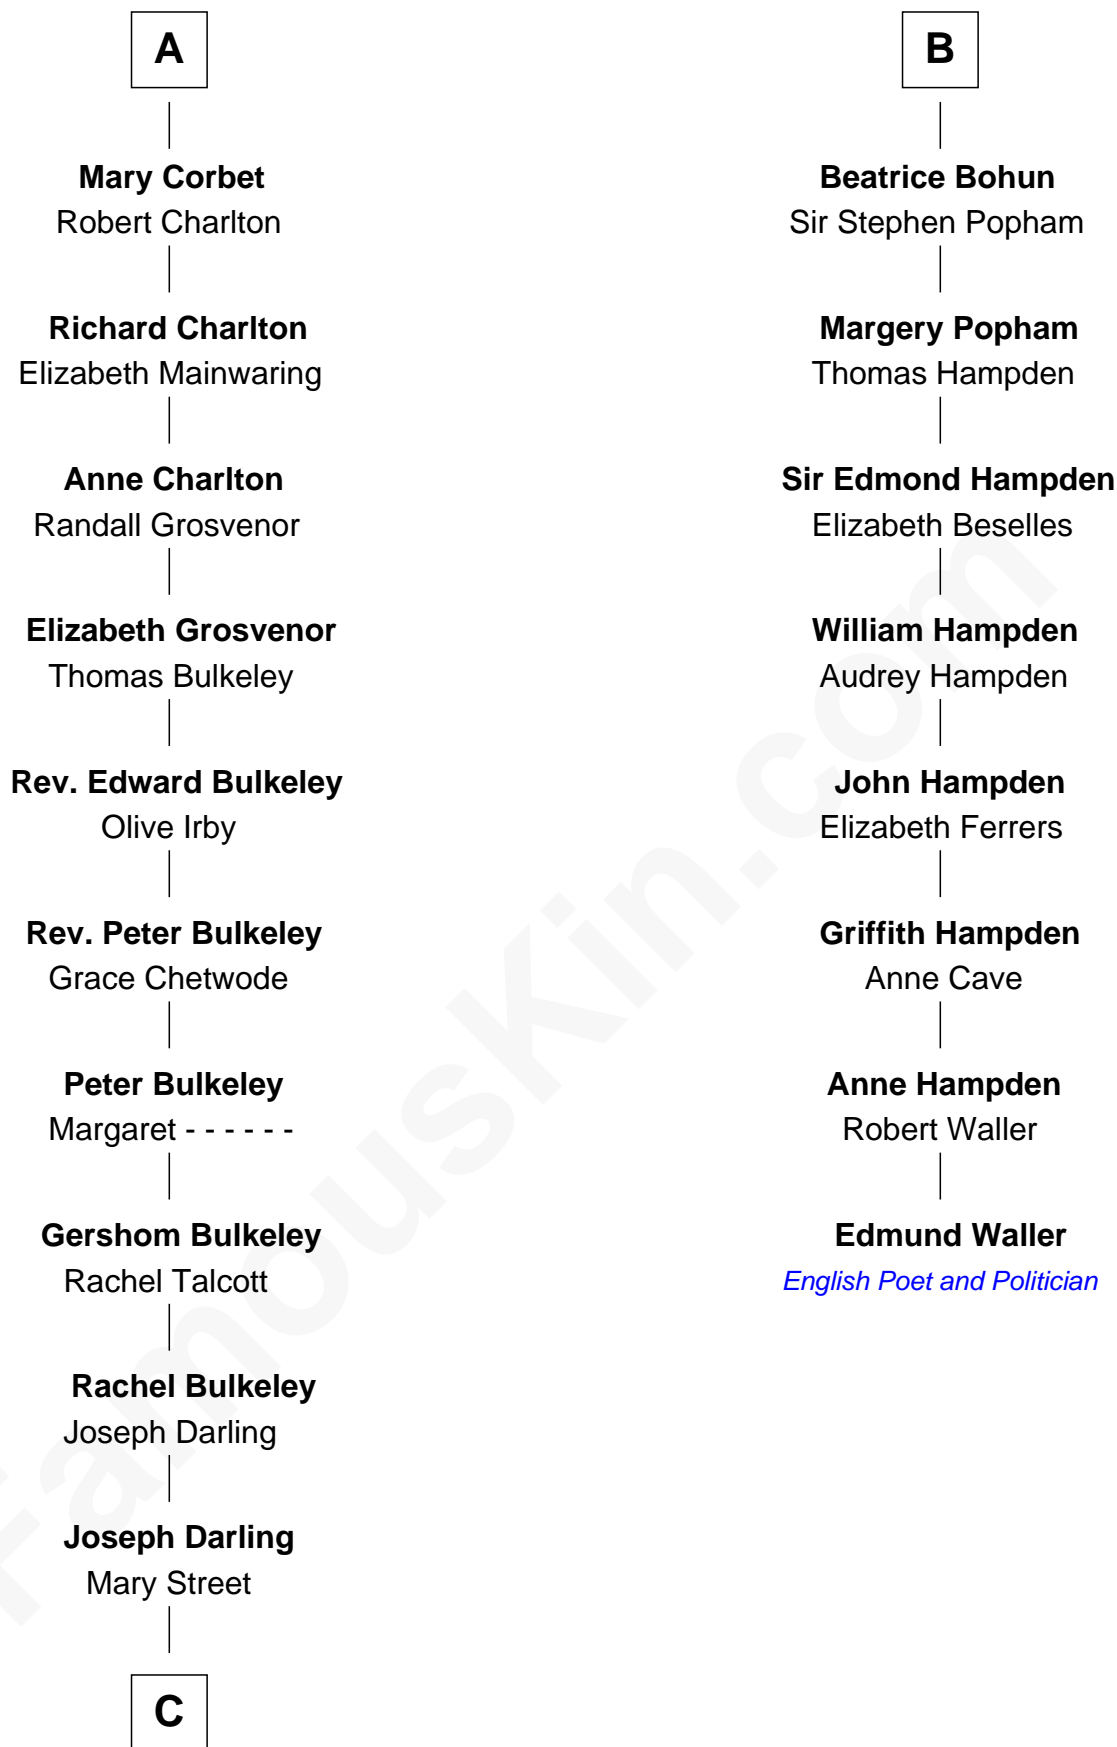 A
Mary Corbet
Robert Charlton
Richard Charlton
Elizabeth Mainwaring
Anne Charlton
Randall Grosvenor
Elizabeth Grosvenor
Thomas Bulkeley
Rev. Edward Bulkeley
Olive Irby
Rev. Peter Bulkeley
Grace Chetwode
Peter Bulkeley
Margaret - - - - - -
Gershom Bulkeley
Rachel Talcott
Rachel Bulkeley
Joseph Darling
Joseph Darling
Mary Street
C
B
Beatrice Bohun
Sir Stephen Popham
Margery Popham
Thomas Hampden
Sir Edmond Hampden
Elizabeth Beselles
William Hampden
Audrey Hampden
John Hampden
Elizabeth Ferrers
Griffith Hampden
Anne Cave
Anne Hampden
Robert Waller
Edmund Waller
English Poet and Politician
FamousKin.com